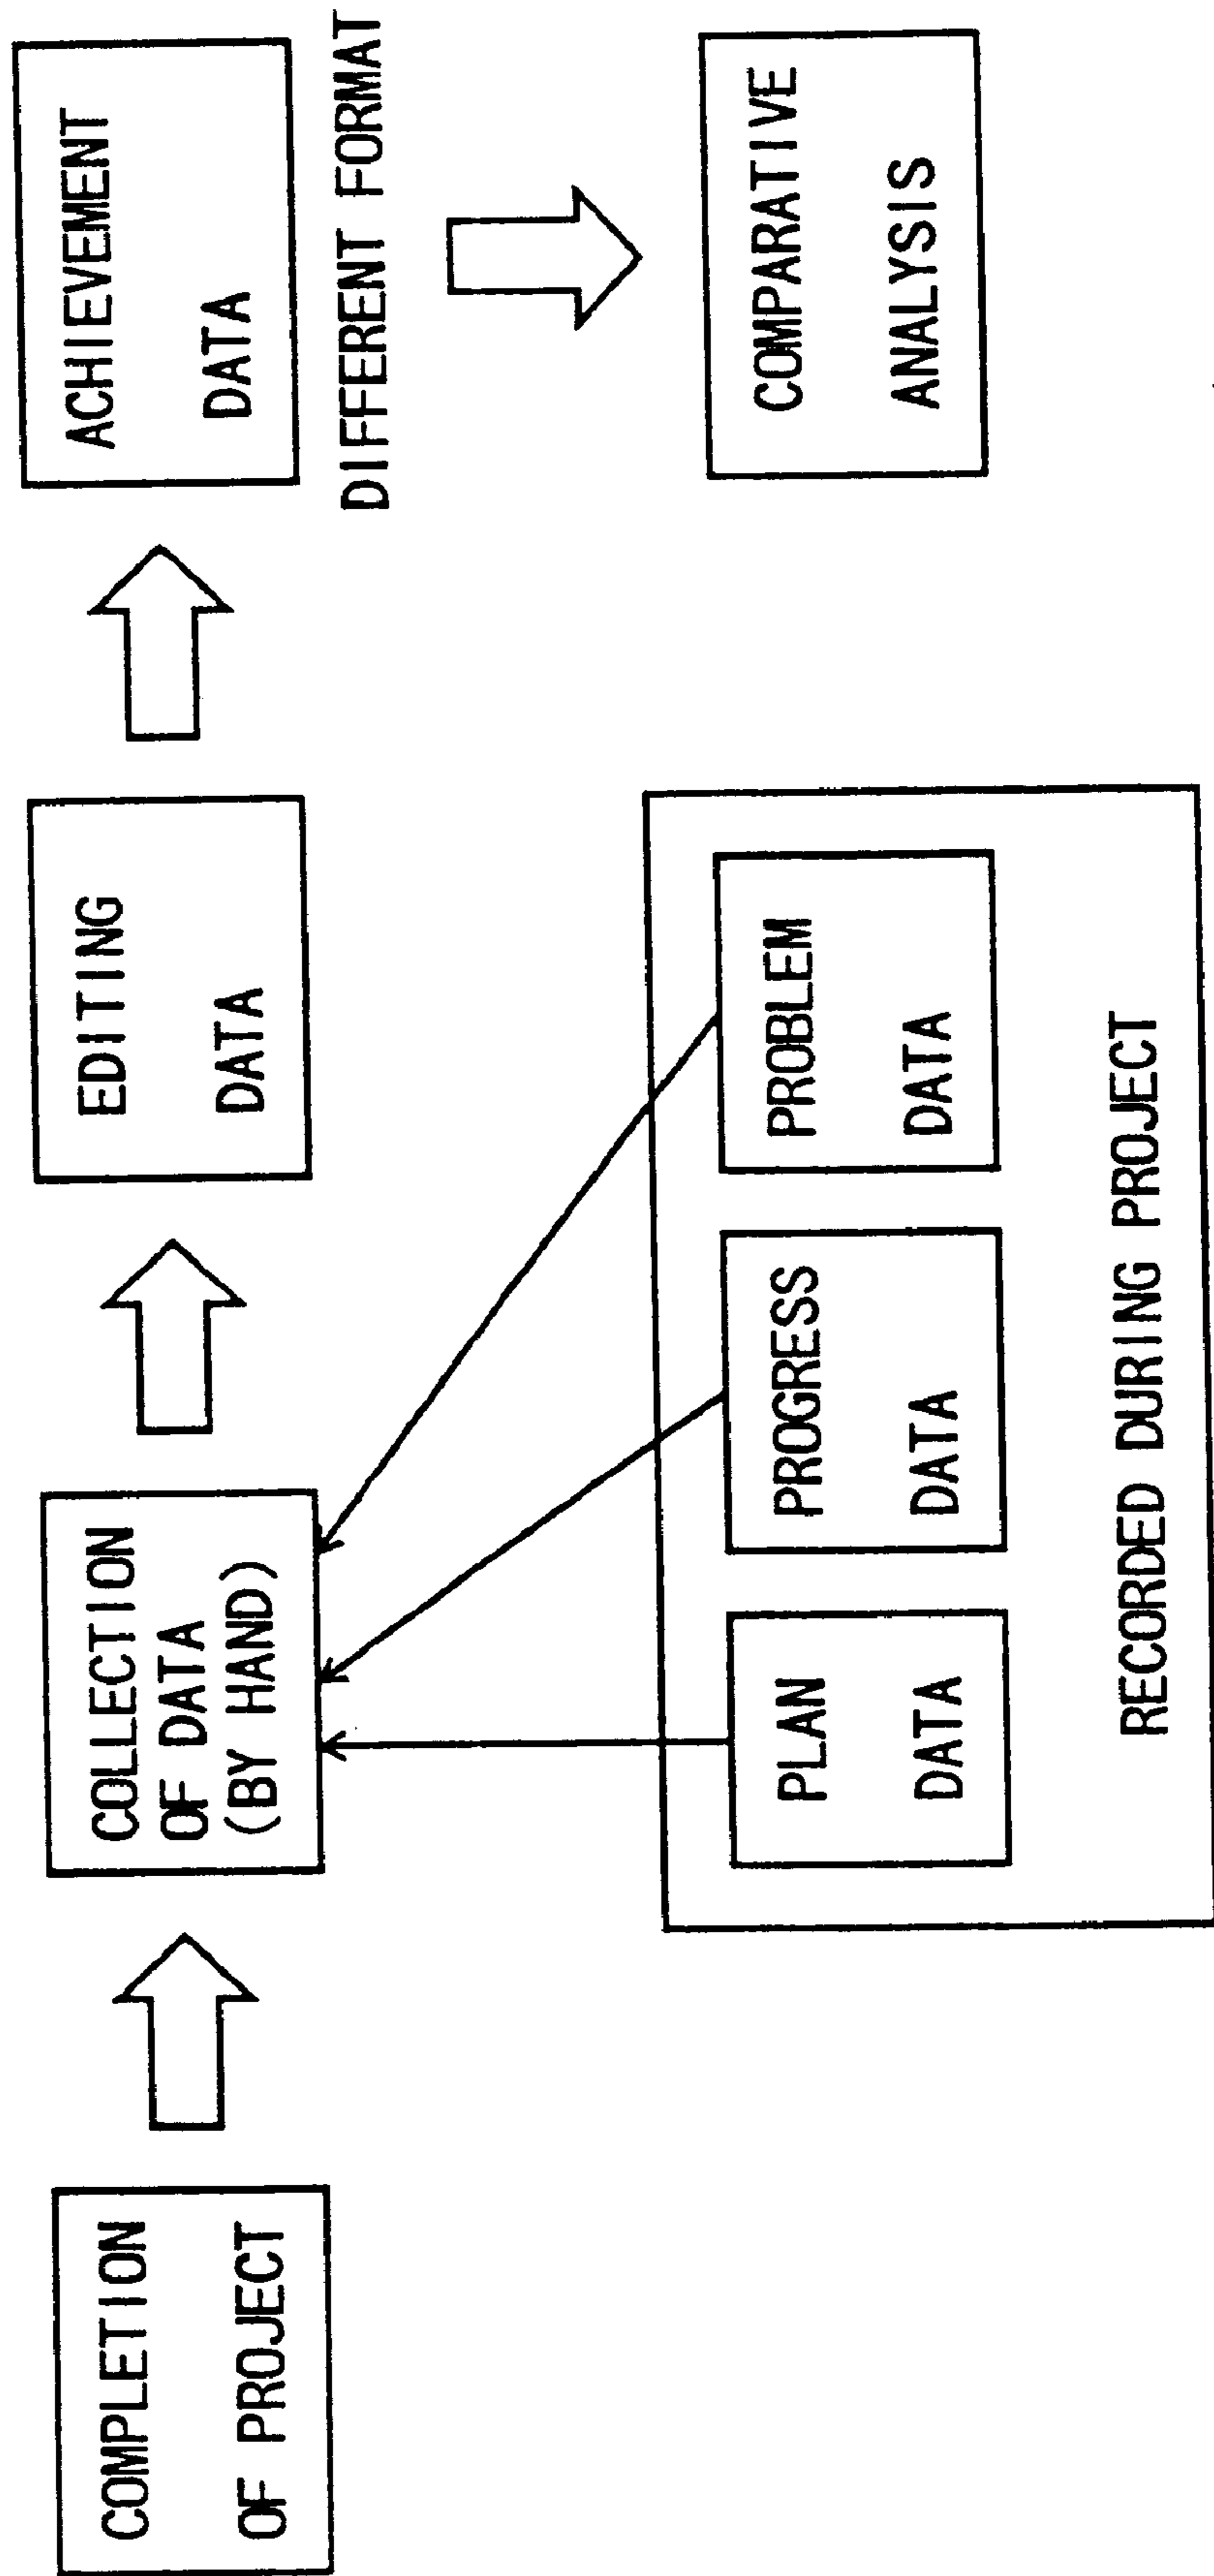 COMPLETION
OF PROJECT
COLLECTION
OF DATA
(BY HAND)
EDITING
DATA
ACHIEVEMENT
DATA
DIFFERENT FORMAT
COMPARATIVE
ANALYSIS
PLAN
DATA
PROGRESS
DATA
PROBLEM
DATA
RECORDED DURING PROJECT